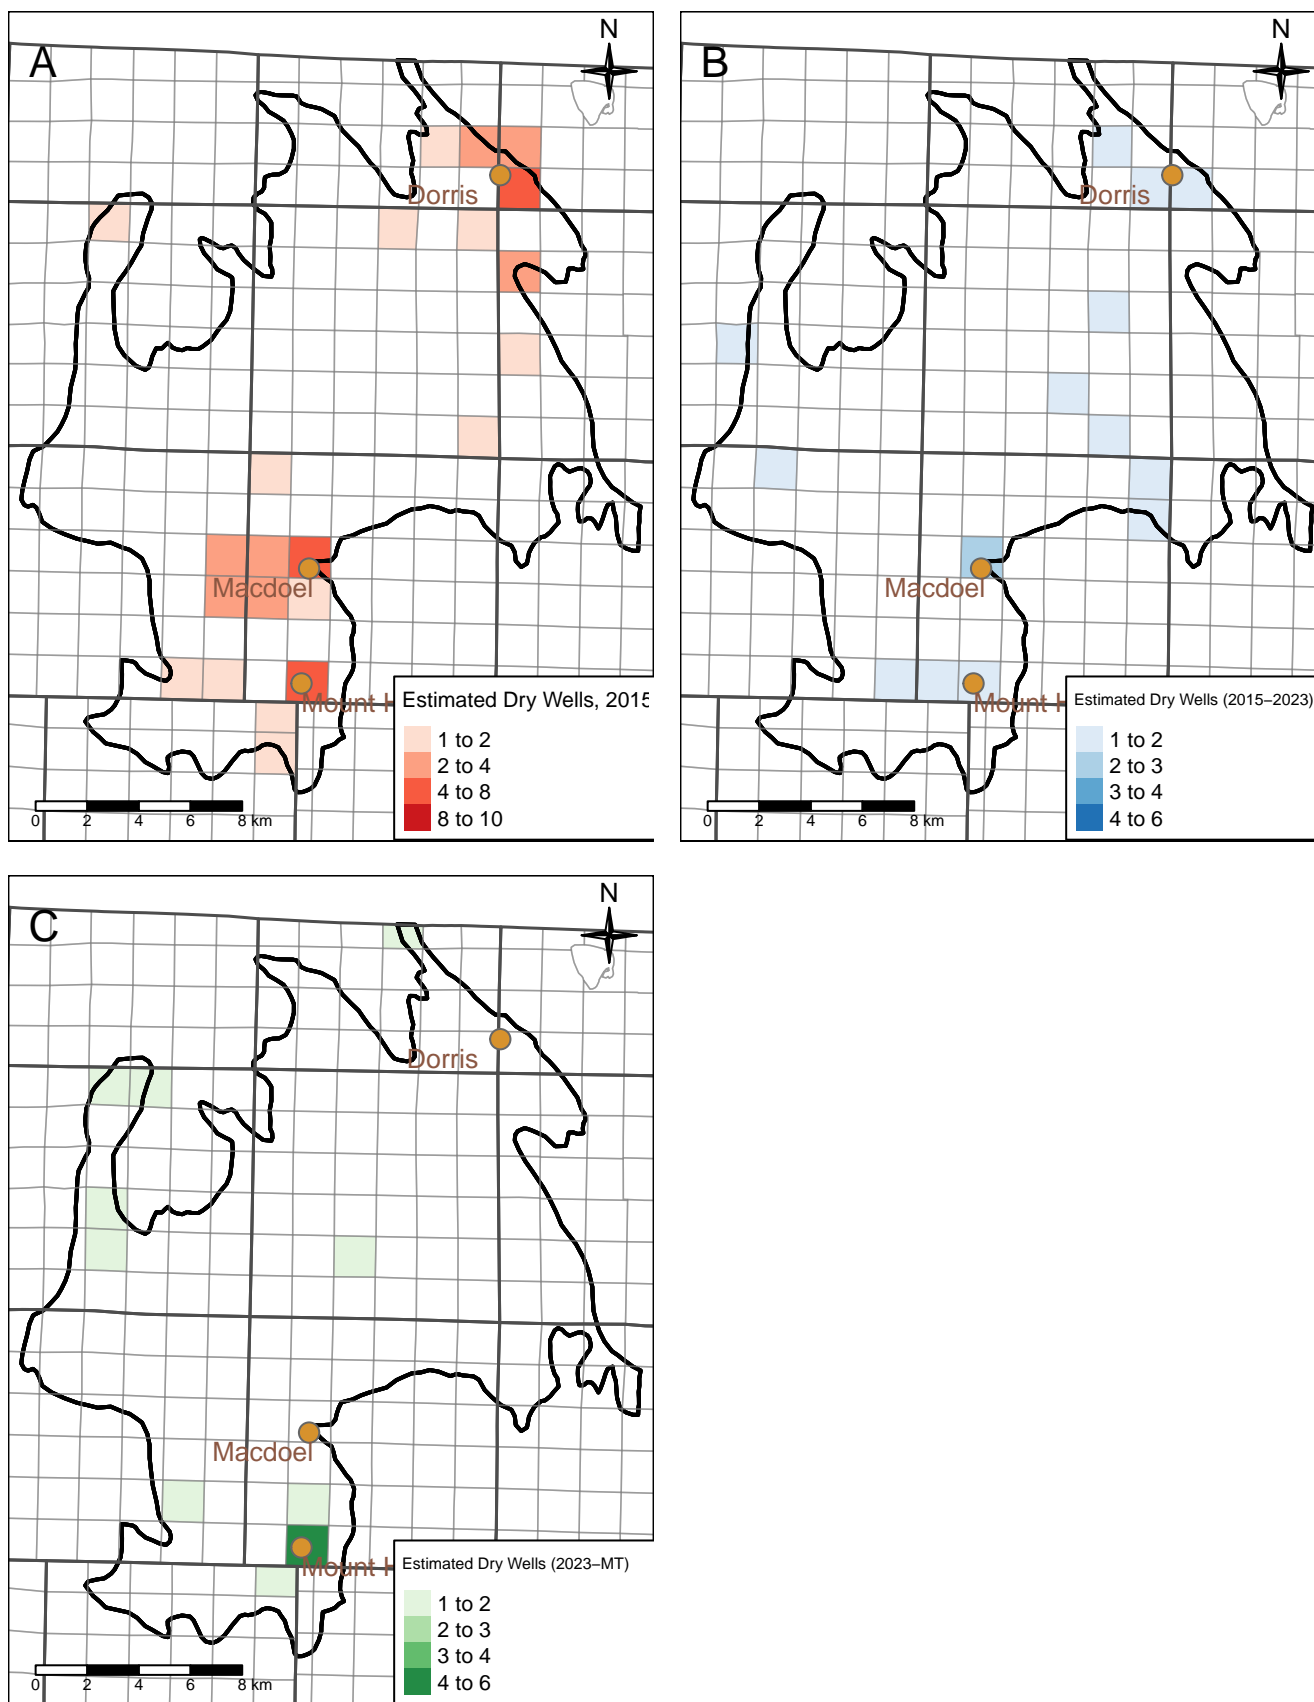 A
N
Dorris
Macdoel
Mount H
Estimated Dry Wells, 2015
1 to 2
2 to 4
4 to 8
8 to 10
0 2 4 6 8 km
B
N
Dorris
Macdoel
Mount H
Estimated Dry Wells (2015–2023)
1 to 2
2 to 3
3 to 4
4 to 6
0 2 4 6 8 km
C
N
Dorris
Macdoel
Mount H
Estimated Dry Wells (2023–MT)
1 to 2
2 to 3
3 to 4
4 to 6
0 2 4 6 8 km